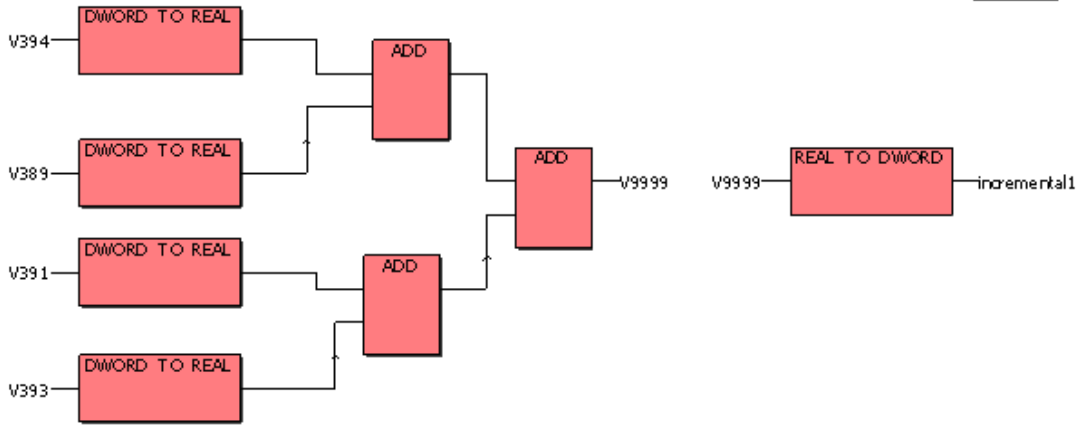 DWORD TO REAL
V394
ADD
DWORD TO REAL
V389
ADD
V9999
V9999
REAL TO DWORD
incremental1
DWORD TO REAL
V391
ADD
DWORD TO REAL
V393